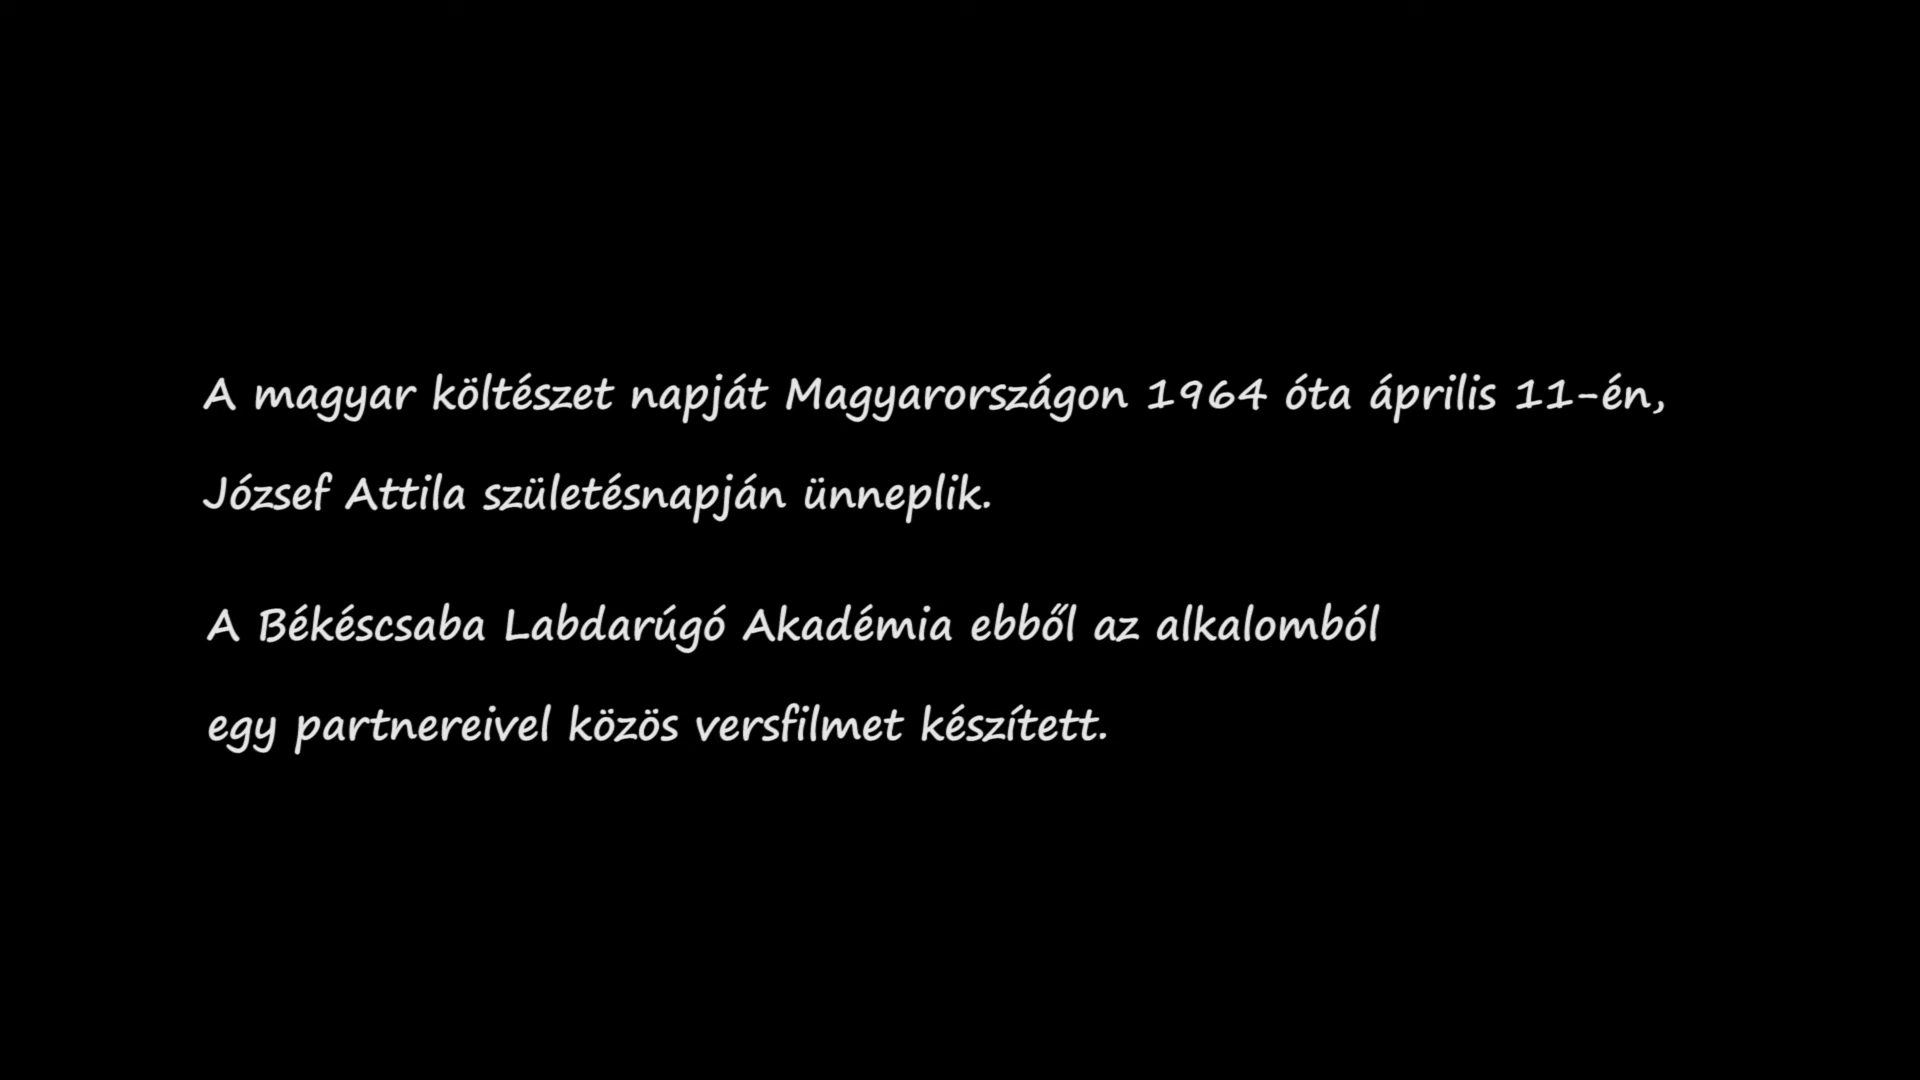 A magyar költészet napját Magyarországon 1964 óta április 11-én,
József Attila születésnapján ünneplik.
A Békéscsaba Labdarúgó Akadémia ebből az alkalomból
egy partnereivel közös versfilmet készített.